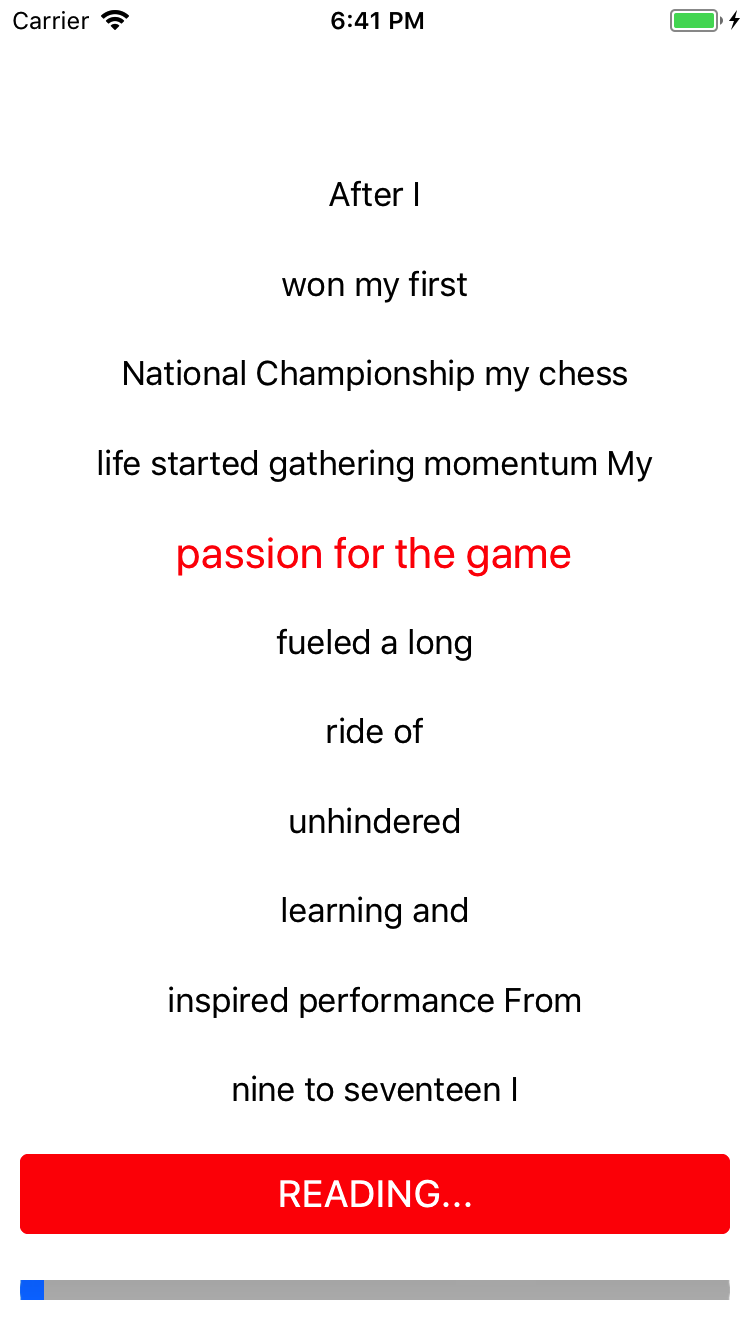 Carrier 6:41 PM
After I
won my first
National Championship my chess
life started gathering momentum My
passion for the game
fueled a long
ride of
unhindered
learning and
inspired performance From
nine to seventeen I
READING...